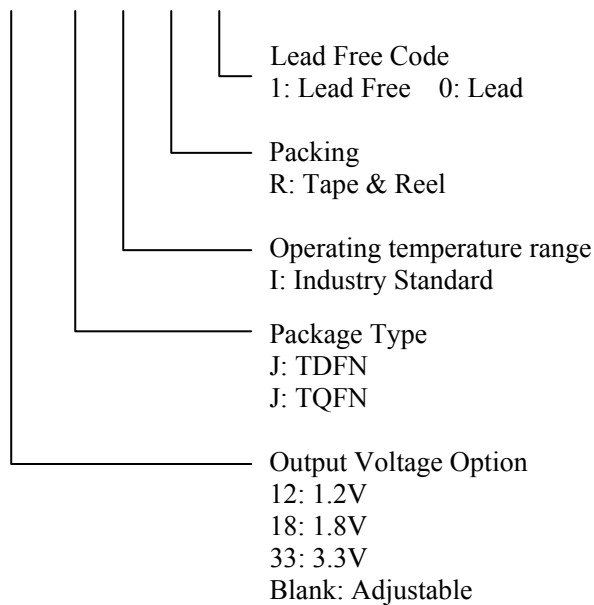 Lead Free Code
1: Lead Free 0: Lead
Packing
R: Tape & Reel
Operating temperature range
I: Industry Standard
Package Type
J: TDFN
J: TQFN
Output Voltage Option
12: 1.2V
18: 1.8V
33: 3.3V
Blank: Adjustable